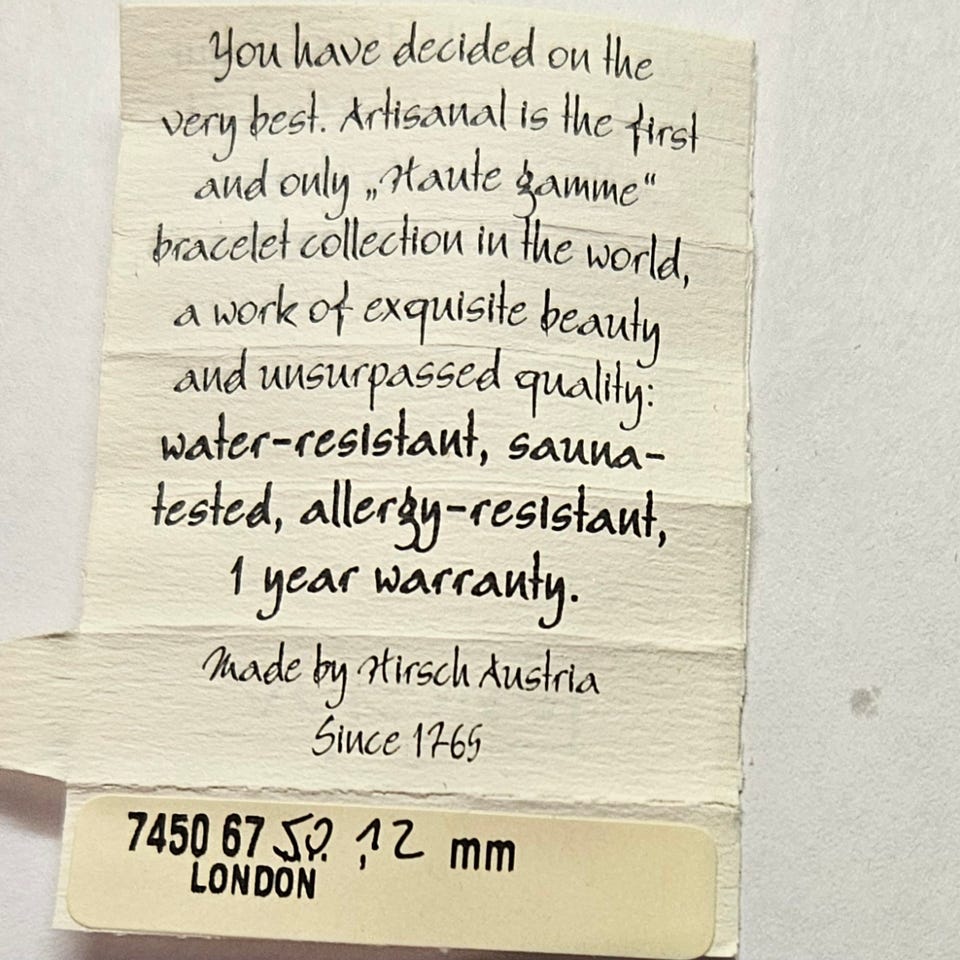 You have decided on the
very best. Artisanal is the first
and only „Haute gamme“
bracelet collection in the world,
a work of exquisite beauty
and unsurpassed quality:
water-resistant, sauna-
tested, allergy-resistant,
1 year warranty.
Made by Hirsch Austria
Since 1765
7450 67 50 12 mm
LONDON